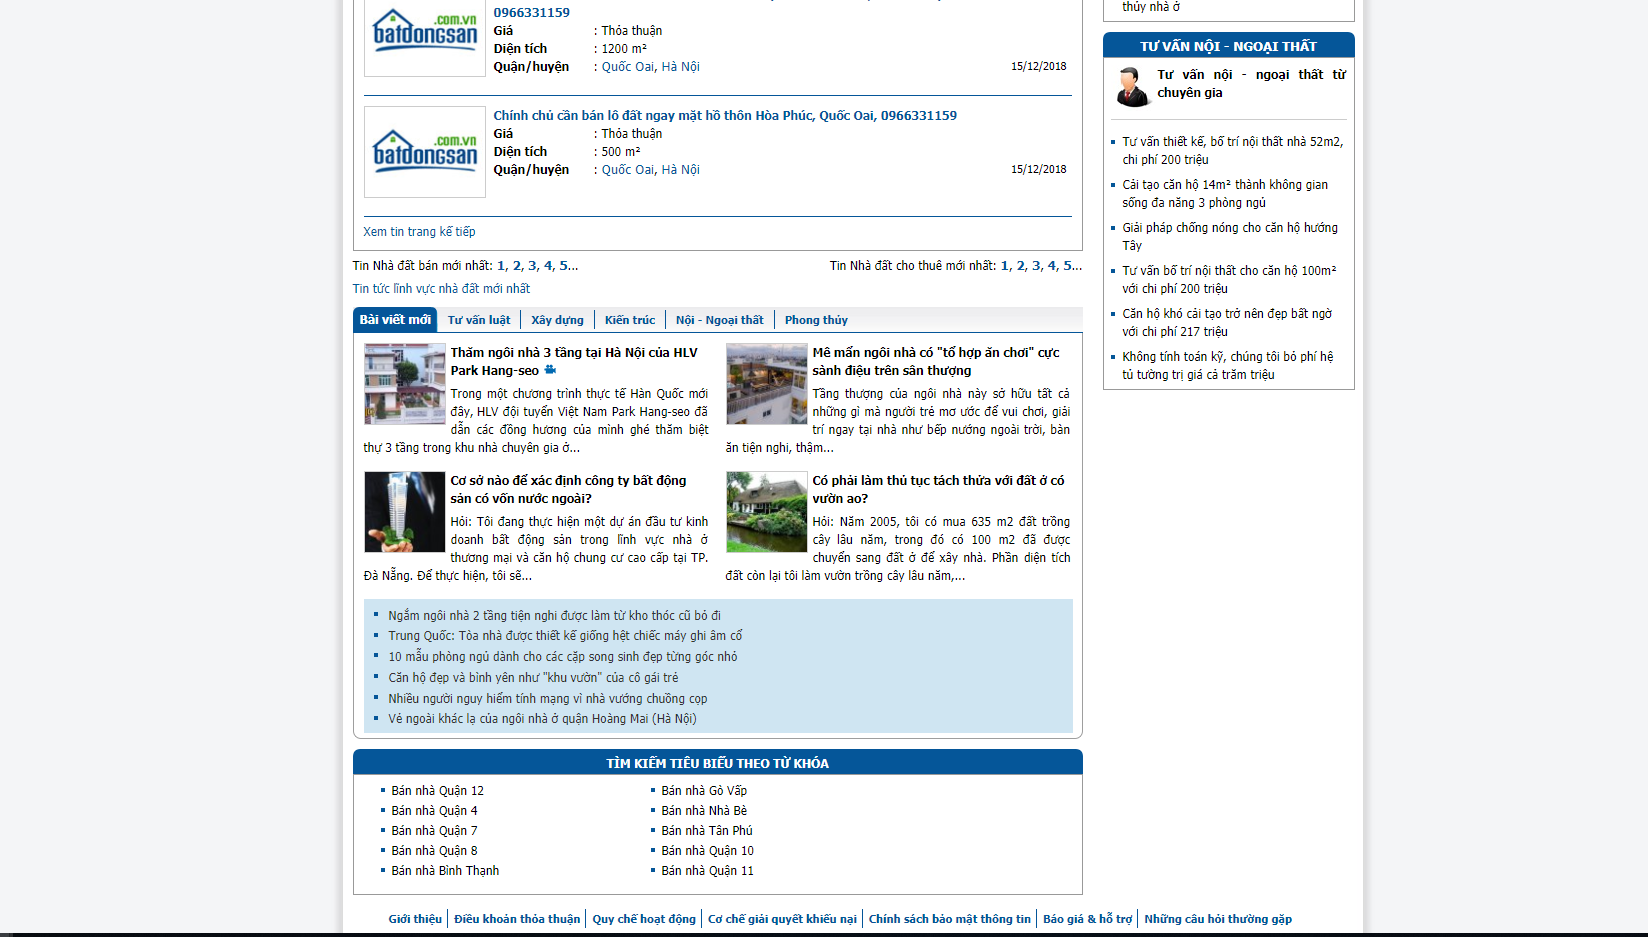 0966331159
.com.vn
batdongsan
Giá : Thỏa thuận
Diện tích : 1200 m²
Quận/huyện : Quốc Oai, Hà Nội 15/12/2018
Chính chủ cần bán lô đất ngay mặt hồ thôn Hòa Phúc, Quốc Oai, 0966331159
.com.vn
batdongsan
Giá : Thỏa thuận
Diện tích : 500 m²
Quận/huyện : Quốc Oai, Hà Nội 15/12/2018
Xem tin trang kế tiếp
Tin Nhà đất bán mới nhất: 1, 2, 3, 4, 5... Tin Nhà đất cho thuê mới nhất: 1, 2, 3, 4, 5...
Tin tức lĩnh vực nhà đất mới nhất
Bài viết mới Tư vấn luật Xây dựng Kiến trúc Nội - Ngoại thất Phong thủy
Thăm ngôi nhà 3 tầng tại Hà Nội của HLV
Park Hang-seo
Trong một chương trình thực tế Hàn Quốc mới
đây, HLV đội tuyển Việt Nam Park Hang-seo đã
dẫn các đồng hương của mình ghé thăm biệt
thự 3 tầng trong khu nhà chuyên gia ở...
Mê mẩn ngôi nhà có "tổ hợp ăn chơi" cực
sành điệu trên sân thượng
Tầng thượng của ngôi nhà này sở hữu tất cả
những gì mà người trẻ mơ ước để vui chơi, giải
trí ngay tại nhà như bếp nướng ngoài trời, bàn
ăn tiện nghi, thậm...
Cơ sở nào để xác định công ty bất động
sản có vốn nước ngoài?
Hỏi: Tôi đang thực hiện một dự án đầu tư kinh
doanh bất động sản trong lĩnh vực nhà ở
thương mại và căn hộ chung cư cao cấp tại TP.
Đà Nẵng. Để thực hiện, tôi sẽ...
Có phải làm thủ tục tách thửa với đất ở có
vườn ao?
Hỏi: Năm 2005, tôi có mua 635 m2 đất trồng
cây lâu năm, trong đó có 100 m2 đã được
chuyển sang đất ở để xây nhà. Phần diện tích
đất còn lại tôi làm vườn trồng cây lâu năm,...
Ngắm ngôi nhà 2 tầng tiện nghi được làm từ kho thóc cũ bỏ đi
Trung Quốc: Tòa nhà được thiết kế giống hệt chiếc máy ghi âm cổ
10 mẫu phòng ngủ dành cho các cặp song sinh đẹp từng góc nhỏ
Căn hộ đẹp và bình yên như "khu vườn" của cô gái trẻ
Nhiều người nguy hiểm tính mạng vì nhà vướng chuồng cọp
Vẻ ngoài khác lạ của ngôi nhà ở quận Hoàng Mai (Hà Nội)
TÌM KIẾM TIÊU BIỂU THEO TỪ KHÓA
Bán nhà Quận 12 Bán nhà Gò Vấp
Bán nhà Quận 4 Bán nhà Nhà Bè
Bán nhà Quận 7 Bán nhà Tân Phú
Bán nhà Quận 8 Bán nhà Quận 10
Bán nhà Bình Thạnh Bán nhà Quận 11
thủy nhà ở
TƯ VẤN NỘI - NGOẠI THẤT
Tư vấn nội - ngoại thất từ
chuyên gia
Tư vấn thiết kế, bố trí nội thất nhà 52m2,
chi phí 200 triệu
Cải tạo căn hộ 14m² thành không gian
sống đa năng 3 phòng ngủ
Giải pháp chống nóng cho căn hộ hướng
Tây
Tư vấn bố trí nội thất cho căn hộ 100m²
với chi phí 200 triệu
Căn hộ khó cải tạo trở nên đẹp bất ngờ
với chi phí 217 triệu
Không tính toán kỹ, chúng tôi bỏ phí hệ
tủ tường trị giá cả trăm triệu
Giới thiệu Điều khoản thỏa thuận Quy chế hoạt động Cơ chế giải quyết khiếu nại Chính sách bảo mật thông tin Báo giá & hỗ trợ Những câu hỏi thường gặp